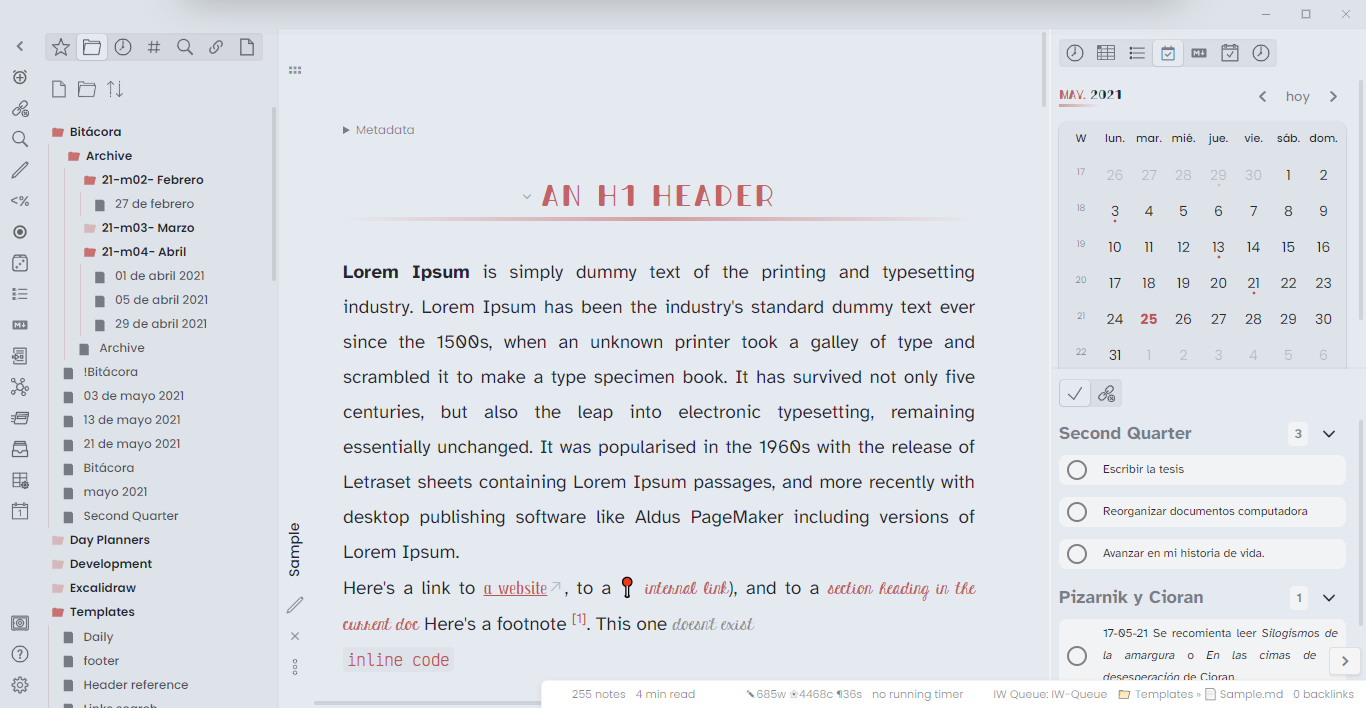 Bitácora
Archive
21-m02- Febrero
27 de febrero
21-m03- Marzo
21-m04- Abril
01 de abril 2021
05 de abril 2021
29 de abril 2021
Archive
!Bitácora
03 de mayo 2021
13 de mayo 2021
21 de mayo 2021
Bitácora
mayo 2021
Second Quarter
Day Planners
Development
Excalidraw
Templates
Daily
footer
Header reference
Links search
<%
M↓
1
Sample
Metadata
AN H1 HEADER
Lorem Ipsum is simply dummy text of the printing and typesetting
industry. Lorem Ipsum has been the industry's standard dummy text ever
since the 1500s, when an unknown printer took a galley of type and
scrambled it to make a type specimen book. It has survived not only five
centuries, but also the leap into electronic typesetting, remaining
essentially unchanged. It was popularised in the 1960s with the release of
Letraset sheets containing Lorem Ipsum passages, and more recently with
desktop publishing software like Aldus PageMaker including versions of
Lorem Ipsum.
Here's a link to a website, to a internal link), and to a section heading in the
current doc Here's a footnote [1]. This one doesnt exist
inline code
M↓
MAY. 2021
hoy
W lun. mar. mié. jue. vie. sáb. dom.
17 26 27 28 29 30 1 2
18 3 4 5 6 7 8 9
19 10 11 12 13 14 15 16
20 17 18 19 20 21 22 23
21 24 25 26 27 28 29 30
22 31 1 2 3 4 5 6
Second Quarter 3
Escribir la tesis
Reorganizar documentos computadora
Avanzar en mi historia de vida.
Pizarnik y Cioran 1
17-05-21 Se recomienta leer Silogismos de
la amargura o En las cimas de
desesperación de Cioran.
255 notes 4 min read 685w 4468c ¶36s no running timer IW Queue: IW-Queue Templates » Sample.md 0 backlinks